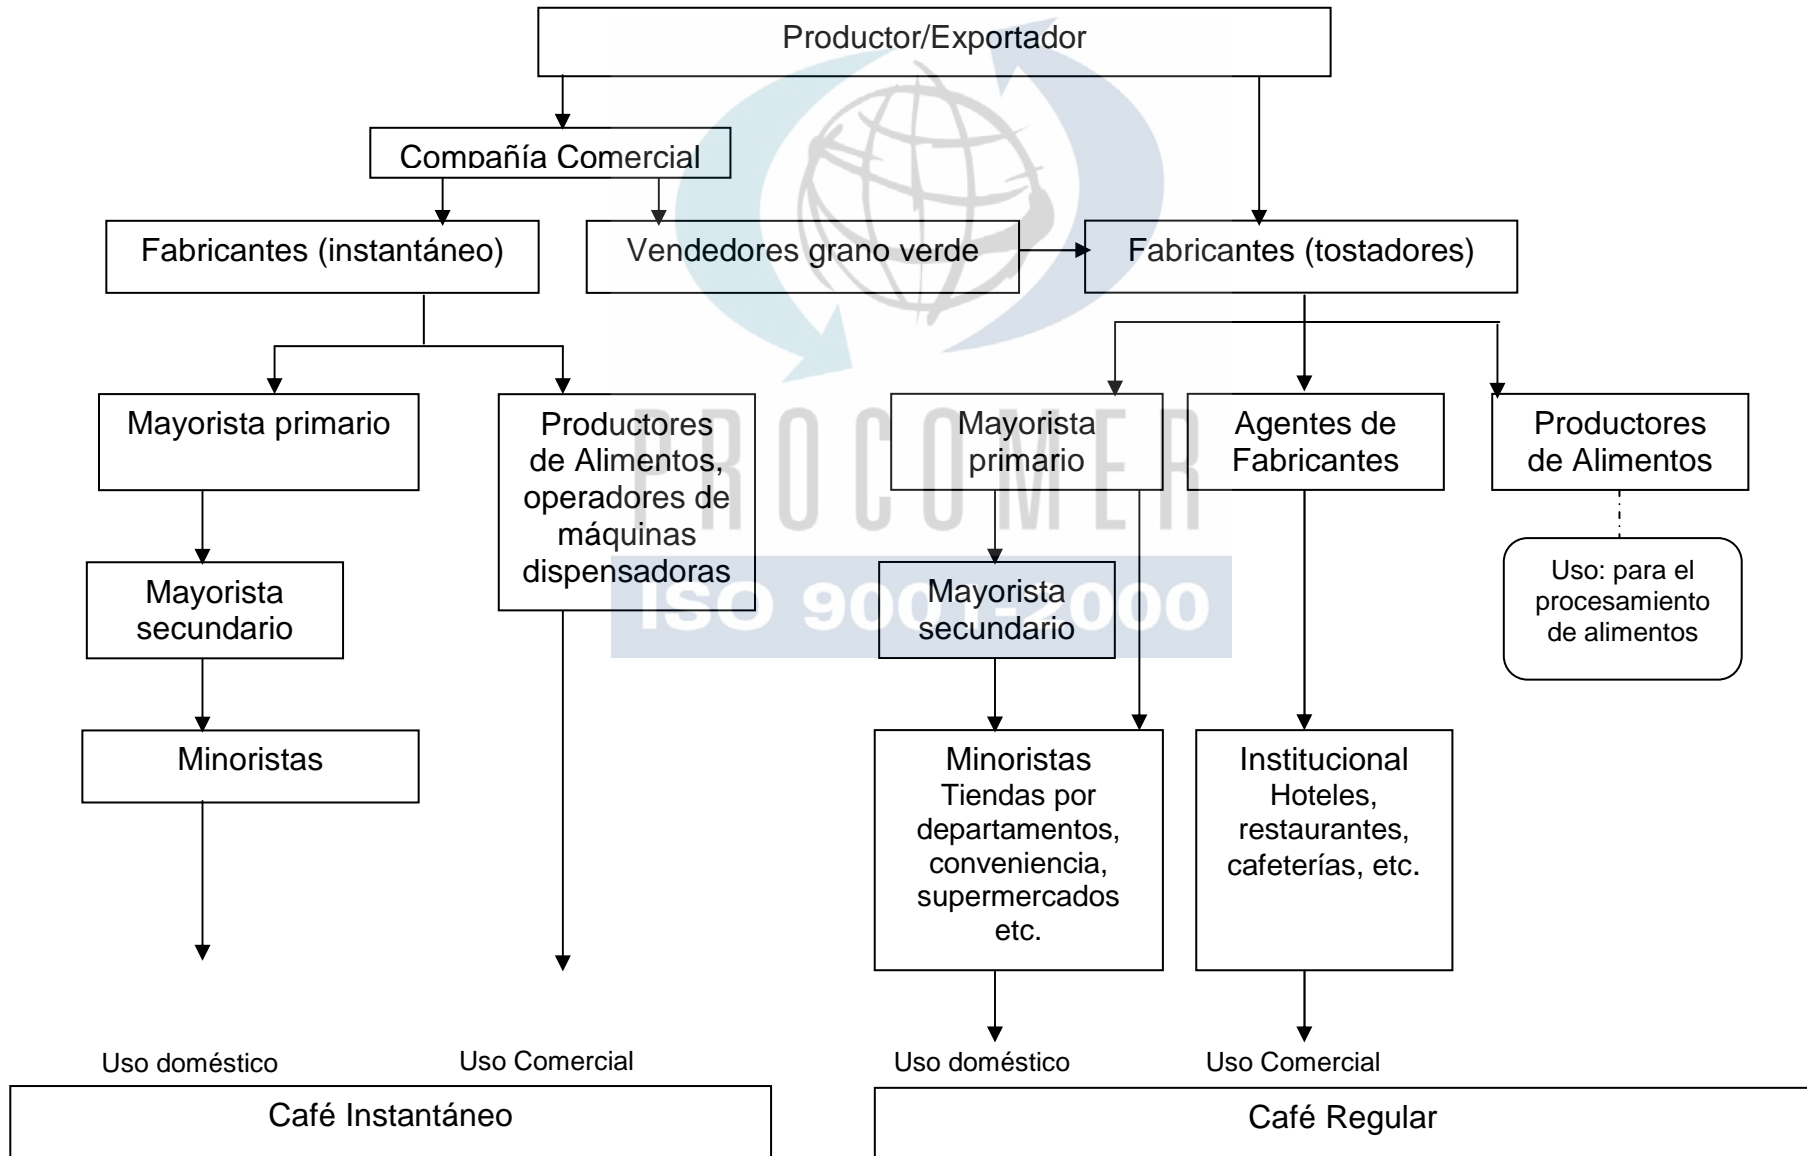 Productor/Exportador
Compañía Comercial
Fabricantes (instantáneo)
Vendedores grano verde
Fabricantes (tostadores)
Mayorista primario
Productores
de Alimentos,
operadores de
máquinas
dispensadoras
Mayorista
primario
Agentes de
Fabricantes
Productores
de Alimentos
PROCOMER
ISO 9001-2000
Mayorista
secundario
Mayorista
secundario
Uso: para el
procesamiento
de alimentos
Minoristas
Minoristas
Tiendas por
departamentos,
conveniencia,
supermercados
etc.
Institucional
Hoteles,
restaurantes,
cafeterías, etc.
Uso doméstico
Uso Comercial
Uso doméstico
Uso Comercial
Café Instantáneo
Café Regular